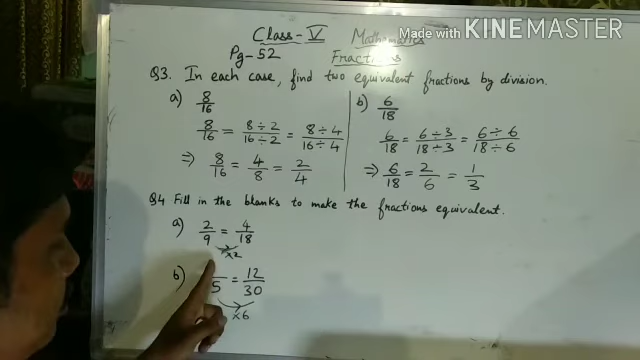 Class - V Mathematics
Made with KINEMASTER
Pg-52 Fractions
Q3. In each case, find two equivalent fractions by division.
a) 8/16
8/16 = 8÷2/16÷2 = 8÷4/16÷4
⇒ 8/16 = 4/8 = 2/4
b) 6/18
6/18 = 6÷3/18÷3 = 6÷6/18÷6
⇒ 6/18 = 2/6 = 1/3
Q4 Fill in the blanks to make the fractions equivalent.
a) 2/9 = 4/18
×2
b) /5 = 12/30
×6